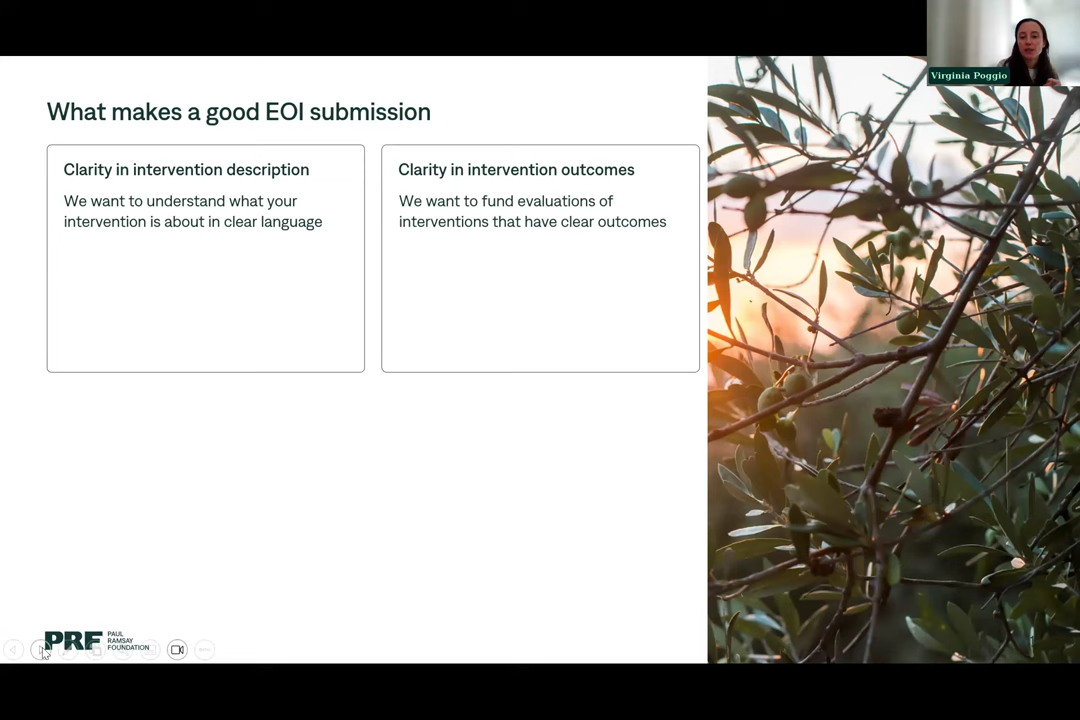 Virginia Poggio
What makes a good EOI submission
Clarity in intervention description
We want to understand what your
intervention is about in clear language
Clarity in intervention outcomes
We want to fund evaluations of
interventions that have clear outcomes
PRF
PAUL
RAMSAY
FOUNDATION